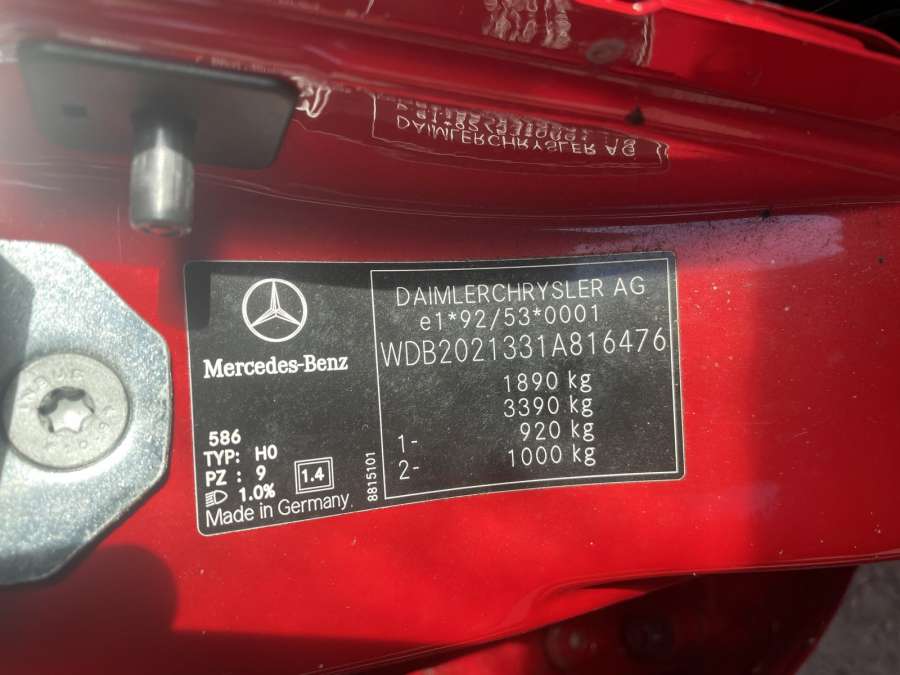 DAIMLERCHRYSLER AG
Mercedes-Benz
586
TYP: HO
PZ : 9
1.0%
1.4
Made in Germany.
8815101
DAIMLERCHRYSLER AG
e1*92/53*0001
WDB2021331A816476
1890 kg
3390 kg
1- 920 kg
2- 1000 kg